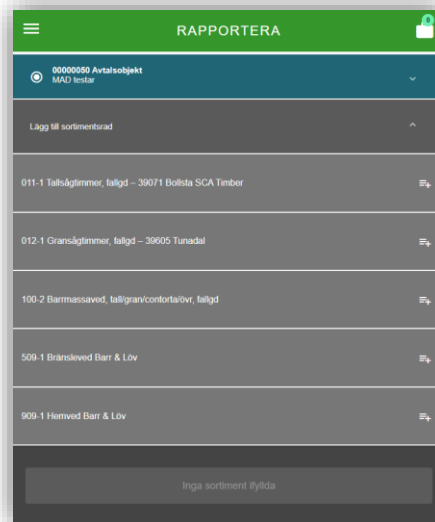 RAPPORTERA
0
00000050 Avtalsobjekt
MAD testar
Lägg till sortimentsrad
011-1 Tallsågtimmer, fallgd – 39071 Bollsta SCA Timber
012-1 Gransågtimmer, fallgd – 39605 Tunadal
100-2 Barrmassaved, tall/gran/contorta/övr, fallgd
509-1 Bränsleved Barr & Löv
909-1 Hemved Barr & Löv
Inga sortiment ifyllda